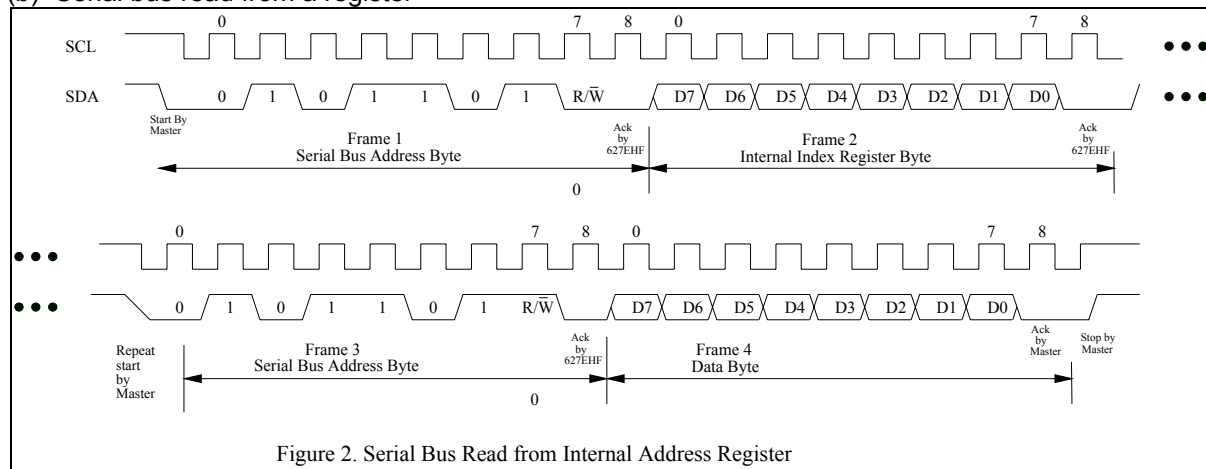 (b) Serial bus read from a register
0 7 8 0 7 8
SCL
SDA 0 1 0 1 1 0 1 R/W̅ D7 D6 D5 D4 D3 D2 D1 D0
Start By
Master
Frame 1
Serial Bus Address Byte
Ack
by
627EHF
Frame 2
Internal Index Register Byte
Ack
by
627EHF
0
0 7 8 0 7 8
0 1 0 1 1 0 1 R/W̅ D7 D6 D5 D4 D3 D2 D1 D0
Repeat
start
by
Master
Frame 3
Serial Bus Address Byte
Ack
by
627EHF
Frame 4
Data Byte
Ack
by
Master
Stop by
Master
0
Figure 2. Serial Bus Read from Internal Address Register